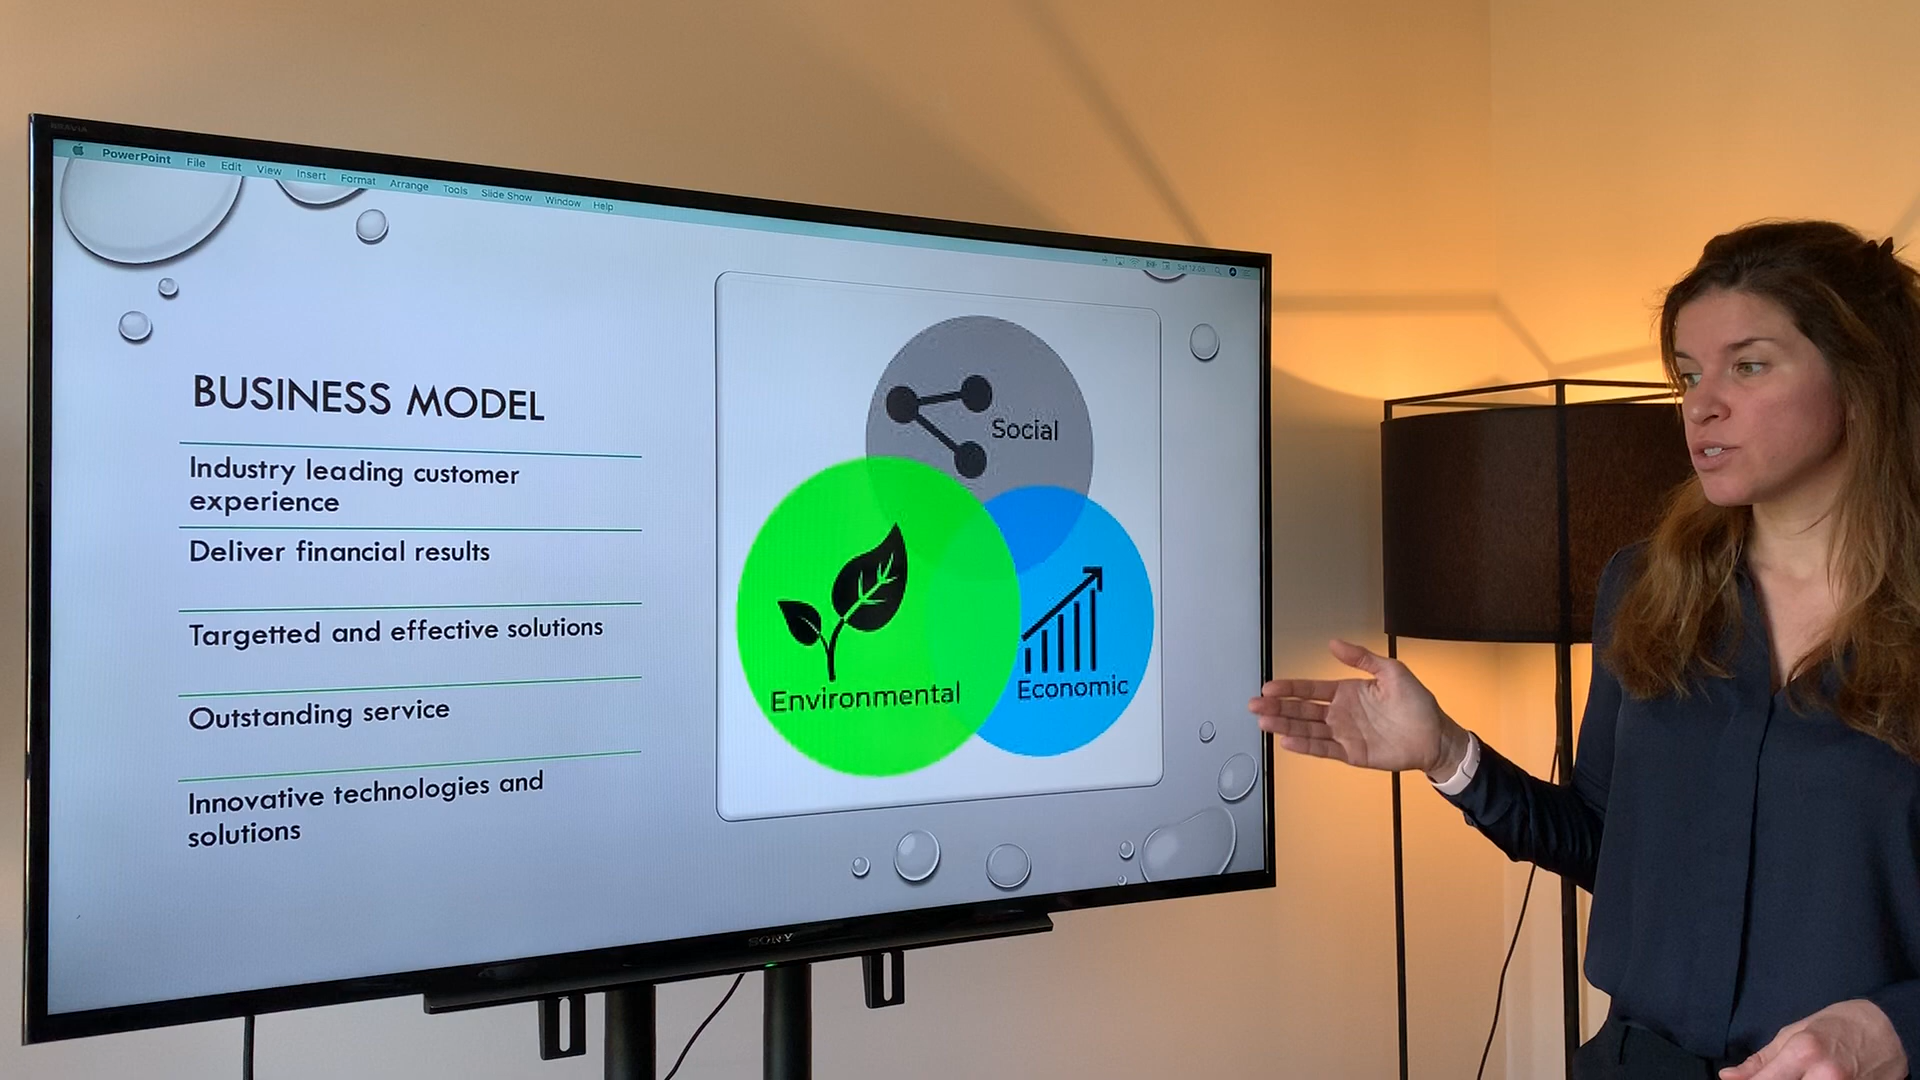 BRAVIA
PowerPoint File Edit View Insert Format Arrange Tools Slide Show Window Help
BUSINESS MODEL
Industry leading customer
experience
Deliver financial results
Targetted and effective solutions
Outstanding service
Innovative technologies and
solutions
Social
Environmental
Economic
SONY